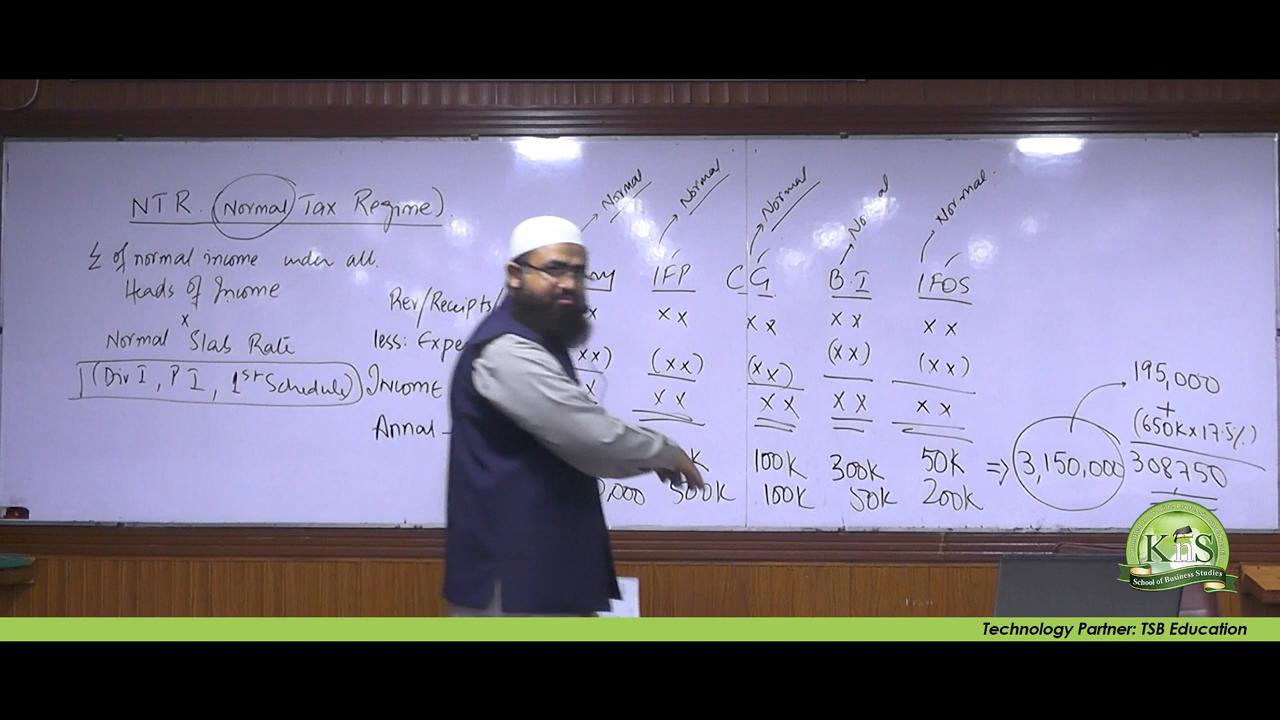 NTR (Normal Tax Regime)
Σ of normal income under all
Heads of Income
x
Normal Slab Rate
(Div I, P I, 1st Schedule)
Normal Normal Normal Normal Normal
IFP CG B.I IFOS
Rev/Receipts
xx xx xx xx
less: Expe
xx) (xx) (xx) (xx) (xx)
Income
xx xx xx xx
100K 300K 50K => 3,150,000
500K 100K 50K 200K
195,000
+
(650K x 17.5%)
308750
KnS
School of Business Studies
Technology Partner: TSB Education